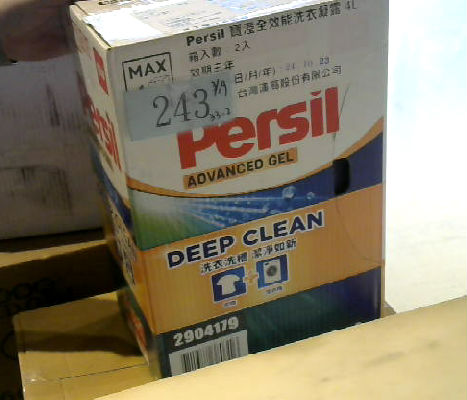 Persil 寶瀅全效能洗衣凝露 4L
箱入數：2入
效期三年
日/月/年)
24.10.23
台灣漢高股份有限公司
MAX
243
Persil
ADVANCED GEL
DEEP CLEAN
洗衣洗槽 潔淨如新
2904179